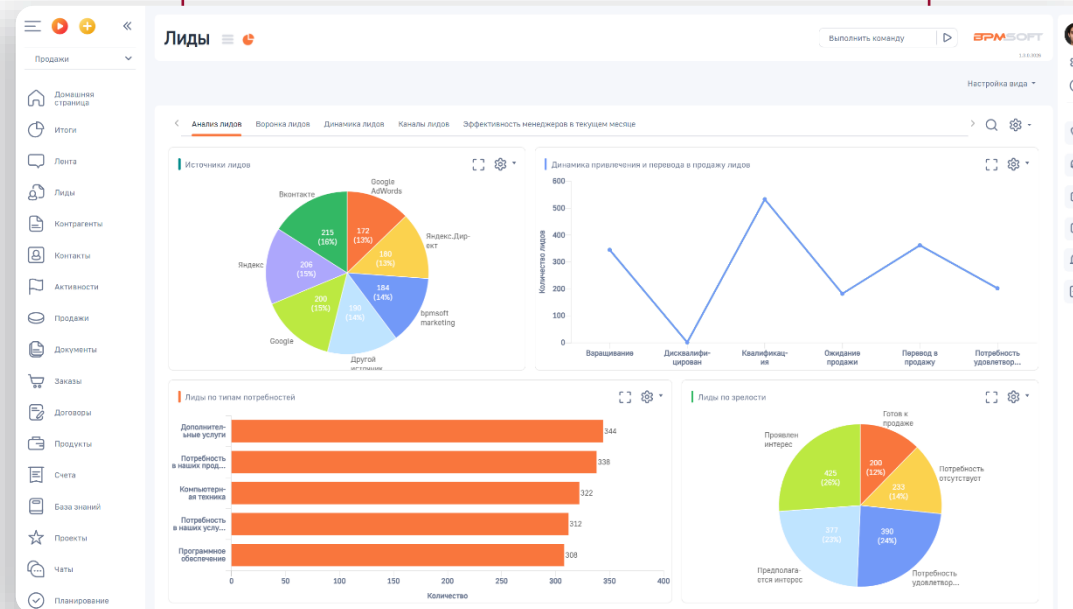 Продажи
Домашняя
страница
Итоги
Лента
Лиды
Контрагенты
Контакты
Активности
Продажи
Документы
Заказы
Договоры
Продукты
Счета
База знаний
Проекты
Чаты
Планирование
Лиды
Выполнить команду
BPMSOFT
Настройка вида
Анализ лидов
Воронка лидов
Динамика лидов
Каналы лидов
Эффективность менеджеров в текущем месяце
Источники лидов
Google
AdWords
Вконтакте
Яндекс.Дир-
ект
Яндекс
bpmsoft
marketing
Google
Другой
источник
215
(16%)
172
(13%)
180
(13%)
206
(15%)
184
(14%)
200
(15%)
190
(14%)
Динамика привлечения и перевода в продажу лидов
Количество лидов
600
500
400
300
200
100
0
Варащивание
Дисквалифи-
цирован
Квалификац-
ия
Ожидание
продажи
Перевод в
продажу
Потребность
удовлетвор...
Лиды по типам потребностей
Дополнител-
ьные услуги
344
Потребность
в наших прод...
338
Компьютерн-
ая техника
322
Потребность
в наших услу...
312
Программное
обеспечение
308
0
50
100
150
200
250
300
350
400
Количество
Лиды по зрелости
Готов к
продаже
Проявлен
интерес
Потребность
отсутствует
Предполага-
ется интерес
Потребность
удовлетвор...
200
(12%)
425
(26%)
233
(14%)
377
(23%)
390
(24%)